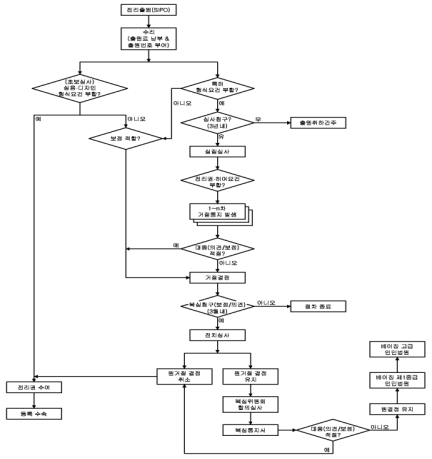 전리출원(SIPO)
수리
(출원료 납부 &
출원번호 부여)
(초보심사)
실용·디자인
형식요건 부합?
특허
형식요건 부합?
아니오
예
예
아니오
보정 적합?
심사청구?
(3년 내)
무
출원취하간주
유
실질심사
전리권·허여요건
부합?
1~n차
거절통지 발생
예
대응(의견/보정)
적절?
아니오
거절결정
복심청구(보정/의견)
(3월 내)
아니오
절차 종료
예
전치심사
원거절 결정
취소
원거절 결정
유지
베이징 고급
인민법원
베이징 제1중급
인민법원
전리권 수여
등록 수속
복심위원회
합의심사
원결정 유지
복심통지서
대응(의견/보정)
적절?
아니오
예